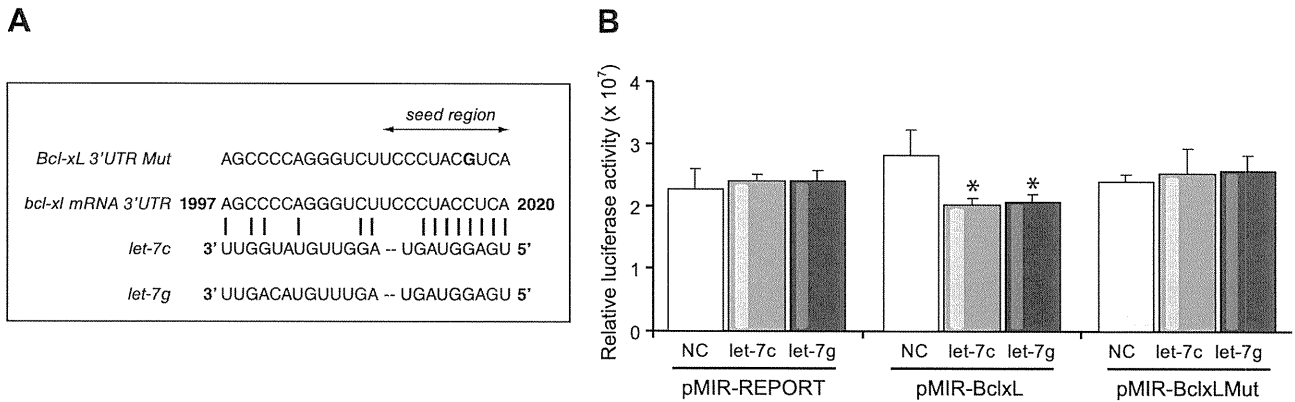 A
seed region
Bcl-xL 3'UTR Mut AGCCCCAGGGUCUUCCCUACGUCA
bcl-xl mRNA 3'UTR 1997 AGCCCCAGGGUCUUCCCUACCUCA 2020
let-7c 3' UUGGUAUGUUGGA -- UGAUGGAGU 5'
let-7g 3' UUGACAUGUUUGA -- UGAUGGAGU 5'
B
Relative luciferase activity (x 10⁷)
4
3
2
1
0
* *
NC let-7c let-7g NC let-7c let-7g NC let-7c let-7g
pMIR-REPORT pMIR-BclxL pMIR-BclxLMut